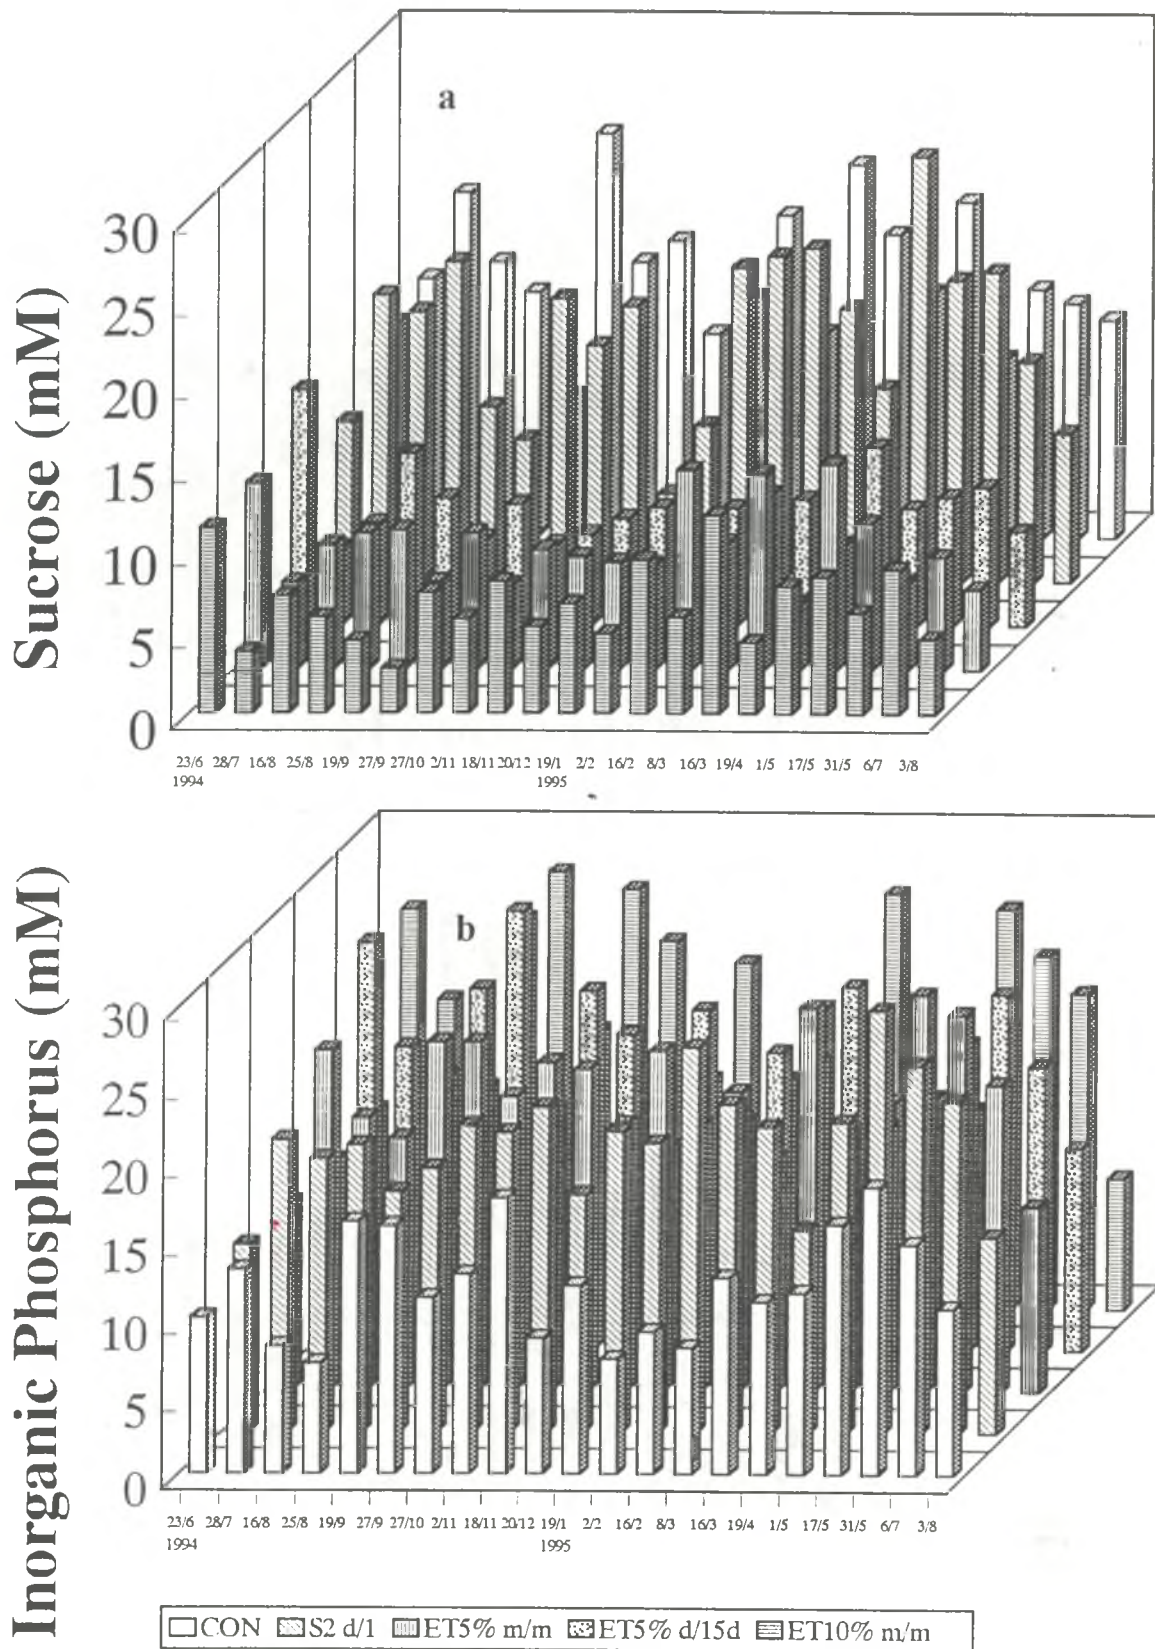 a
Sucrose (mM)
30
25
20
15
10
5
0
23/6 28/7 16/8 25/8 19/9 27/9 27/10 2/11 18/11 20/12 19/1 2/2 16/2 8/3 16/3 19/4 1/5 17/5 31/5 6/7 3/8
1994 1995
b
Inorganic Phosphorus (mM)
30
25
20
15
10
5
0
23/6 28/7 16/8 25/8 19/9 27/9 27/10 2/11 18/11 20/12 19/1 2/2 16/2 8/3 16/3 19/4 1/5 17/5 31/5 6/7 3/8
1994 1995
CON S2 d/1 ET5% m/m ET5% d/15d ET10% m/m